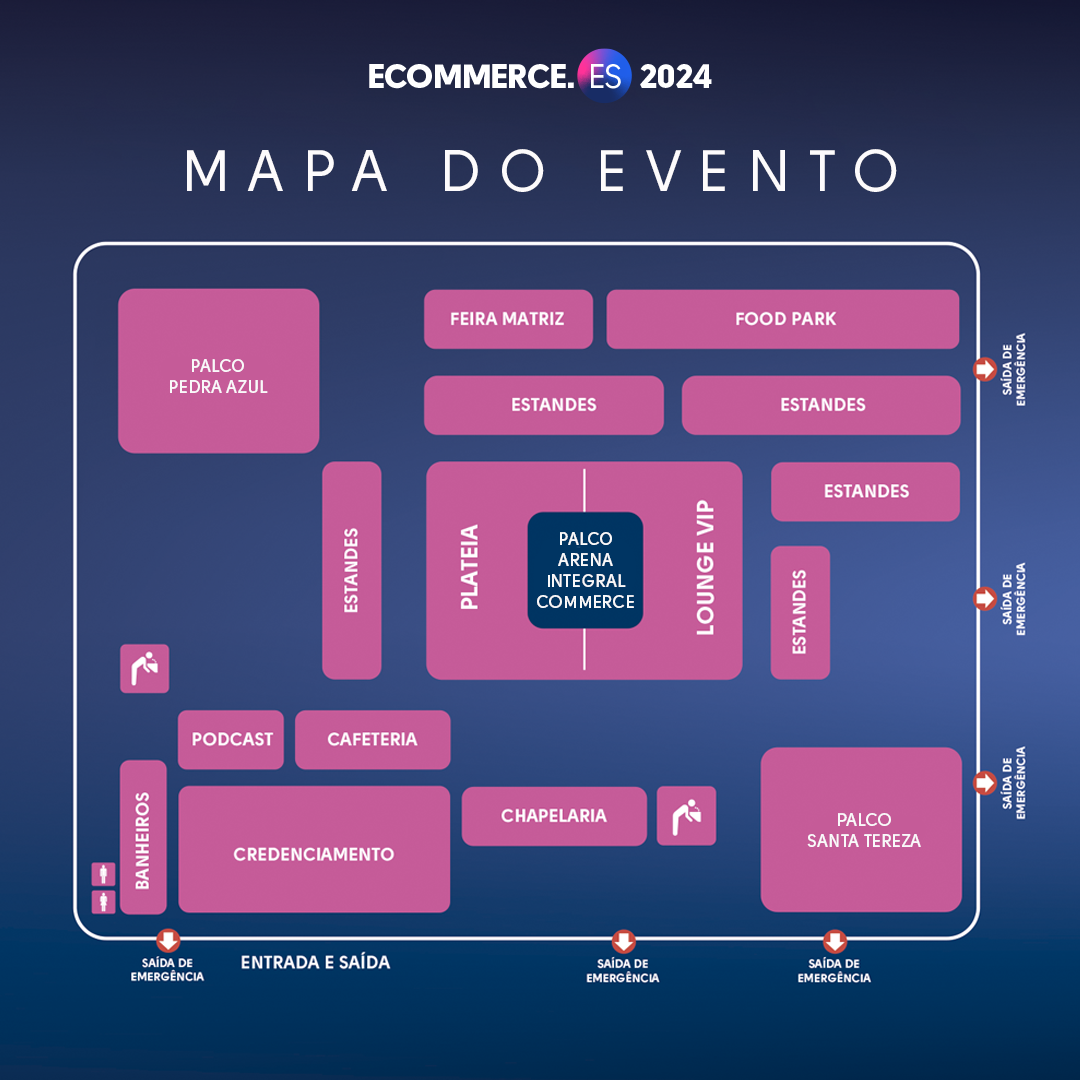 ECOMMERCE.ES 2024
MAPA DO EVENTO
PALCO
PEDRA AZUL
FEIRA MATRIZ
FOOD PARK
SAÍDA DE
EMERGÊNCIA
ESTANDES
ESTANDES
ESTANDES
PLATEIA
PALCO
ARENA
INTEGRAL
COMMERCE
LOUNGE VIP
ESTANDES
ESTANDES
SAÍDA DE
EMERGÊNCIA
PODCAST
CAFETERIA
BANHEIROS
CREDENCIAMENTO
CHAPELARIA
PALCO
SANTA TEREZA
SAÍDA DE
EMERGÊNCIA
SAÍDA DE
EMERGÊNCIA
ENTRADA E SAÍDA
SAÍDA DE
EMERGÊNCIA
SAÍDA DE
EMERGÊNCIA